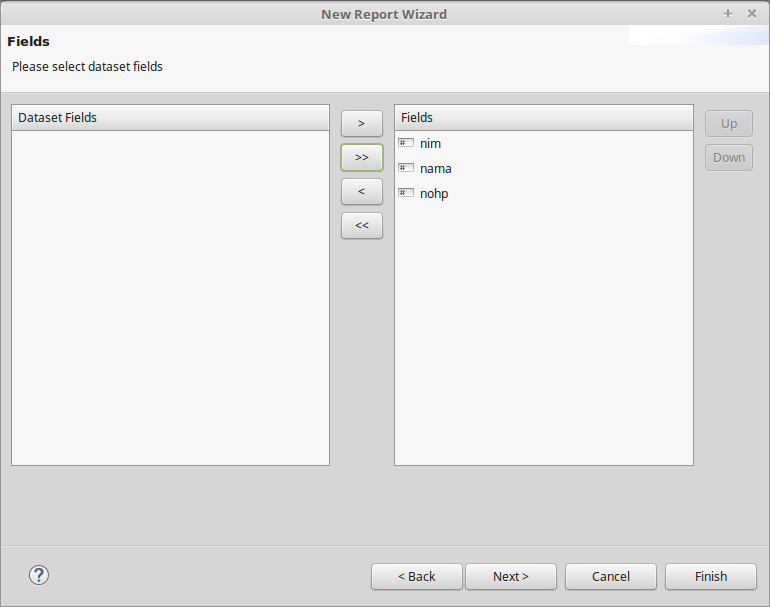 New Report Wizard
Fields
Please select dataset fields
Dataset Fields
>
>>
<
<<
Fields
nim
nama
nohp
Up
Down
?
< Back
Next >
Cancel
Finish